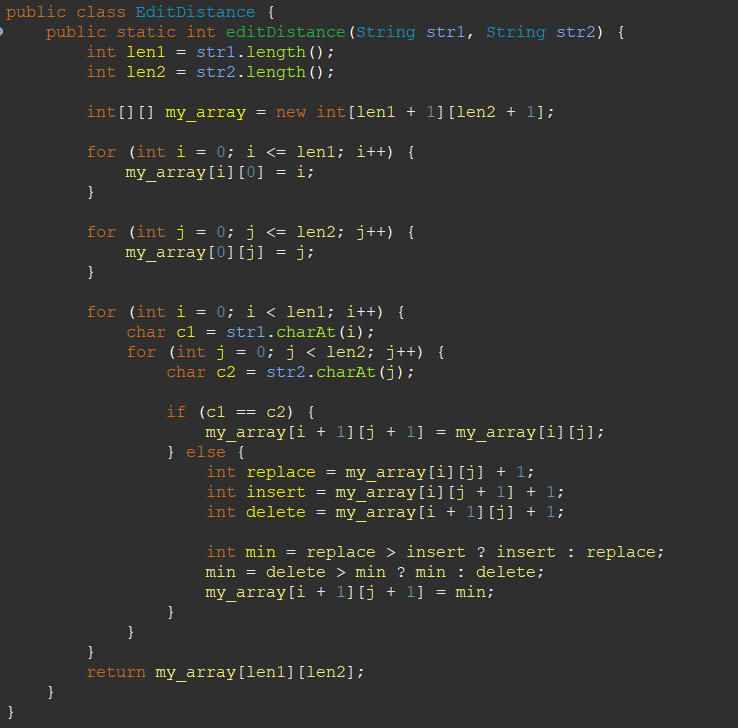 public class EditDistance {
    public static int editDistance(String str1, String str2) {
        int len1 = str1.length();
        int len2 = str2.length();

        int[][] my_array = new int[len1 + 1][len2 + 1];

        for (int i = 0; i <= len1; i++) {
            my_array[i][0] = i;
        }

        for (int j = 0; j <= len2; j++) {
            my_array[0][j] = j;
        }

        for (int i = 0; i < len1; i++) {
            char c1 = str1.charAt(i);
            for (int j = 0; j < len2; j++) {
                char c2 = str2.charAt(j);

                if (c1 == c2) {
                    my_array[i + 1][j + 1] = my_array[i][j];
                } else {
                    int replace = my_array[i][j] + 1;
                    int insert = my_array[i][j + 1] + 1;
                    int delete = my_array[i + 1][j] + 1;

                    int min = replace > insert ? insert : replace;
                    min = delete > min ? min : delete;
                    my_array[i + 1][j + 1] = min;
                }
            }
        }
        return my_array[len1][len2];
    }
}